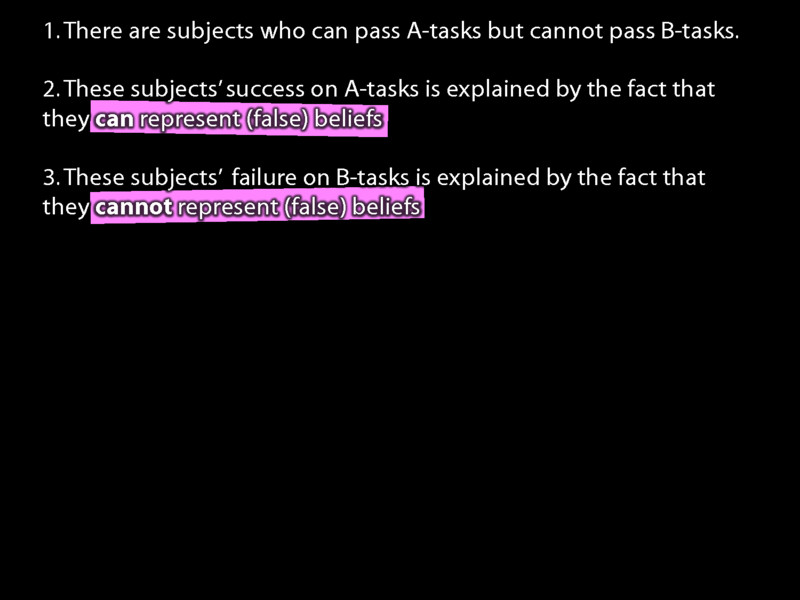 1. There are subjects who can pass A-tasks but cannot pass B-tasks.
2. These subjects’ success on A-tasks is explained by the fact that
they can represent (false) beliefs
3. These subjects’ failure on B-tasks is explained by the fact that
they cannot represent (false) beliefs